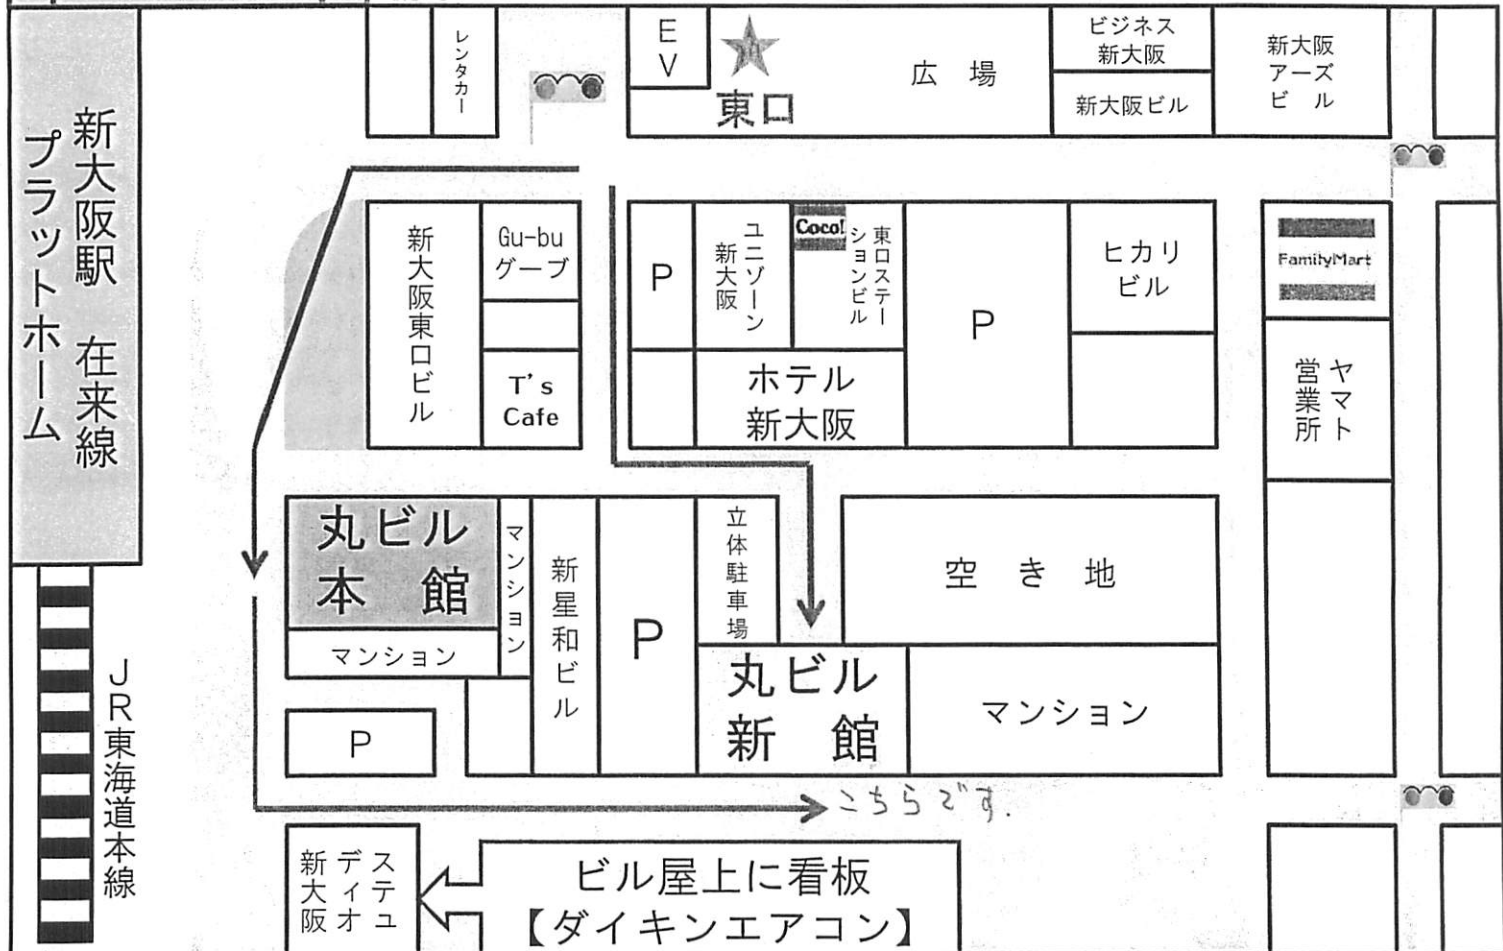 レンタカー
EV
東口
広 場
ビジネス
新大阪
新大阪ビル
新大阪
アーズ
ビ ル
新大阪駅 在来線
プラットホーム
新大阪東口ビル
Gu-bu
グーブ
T's
Cafe
P
ユニゾーン
新大阪
Coco!
東口ステー
ションビル
ホテル
新大阪
P
ヒカリ
ビル
FamilyMart
ヤマト
営業所
丸ビル
本 館
マンション
マンション
新星和ビル
P
立体駐車場
空 き 地
丸ビル
新 館
マンション
P
JR東海道本線
こちらです.
ステュ
ディオ
新大阪
ビル屋上に看板
【ダイキンエアコン】